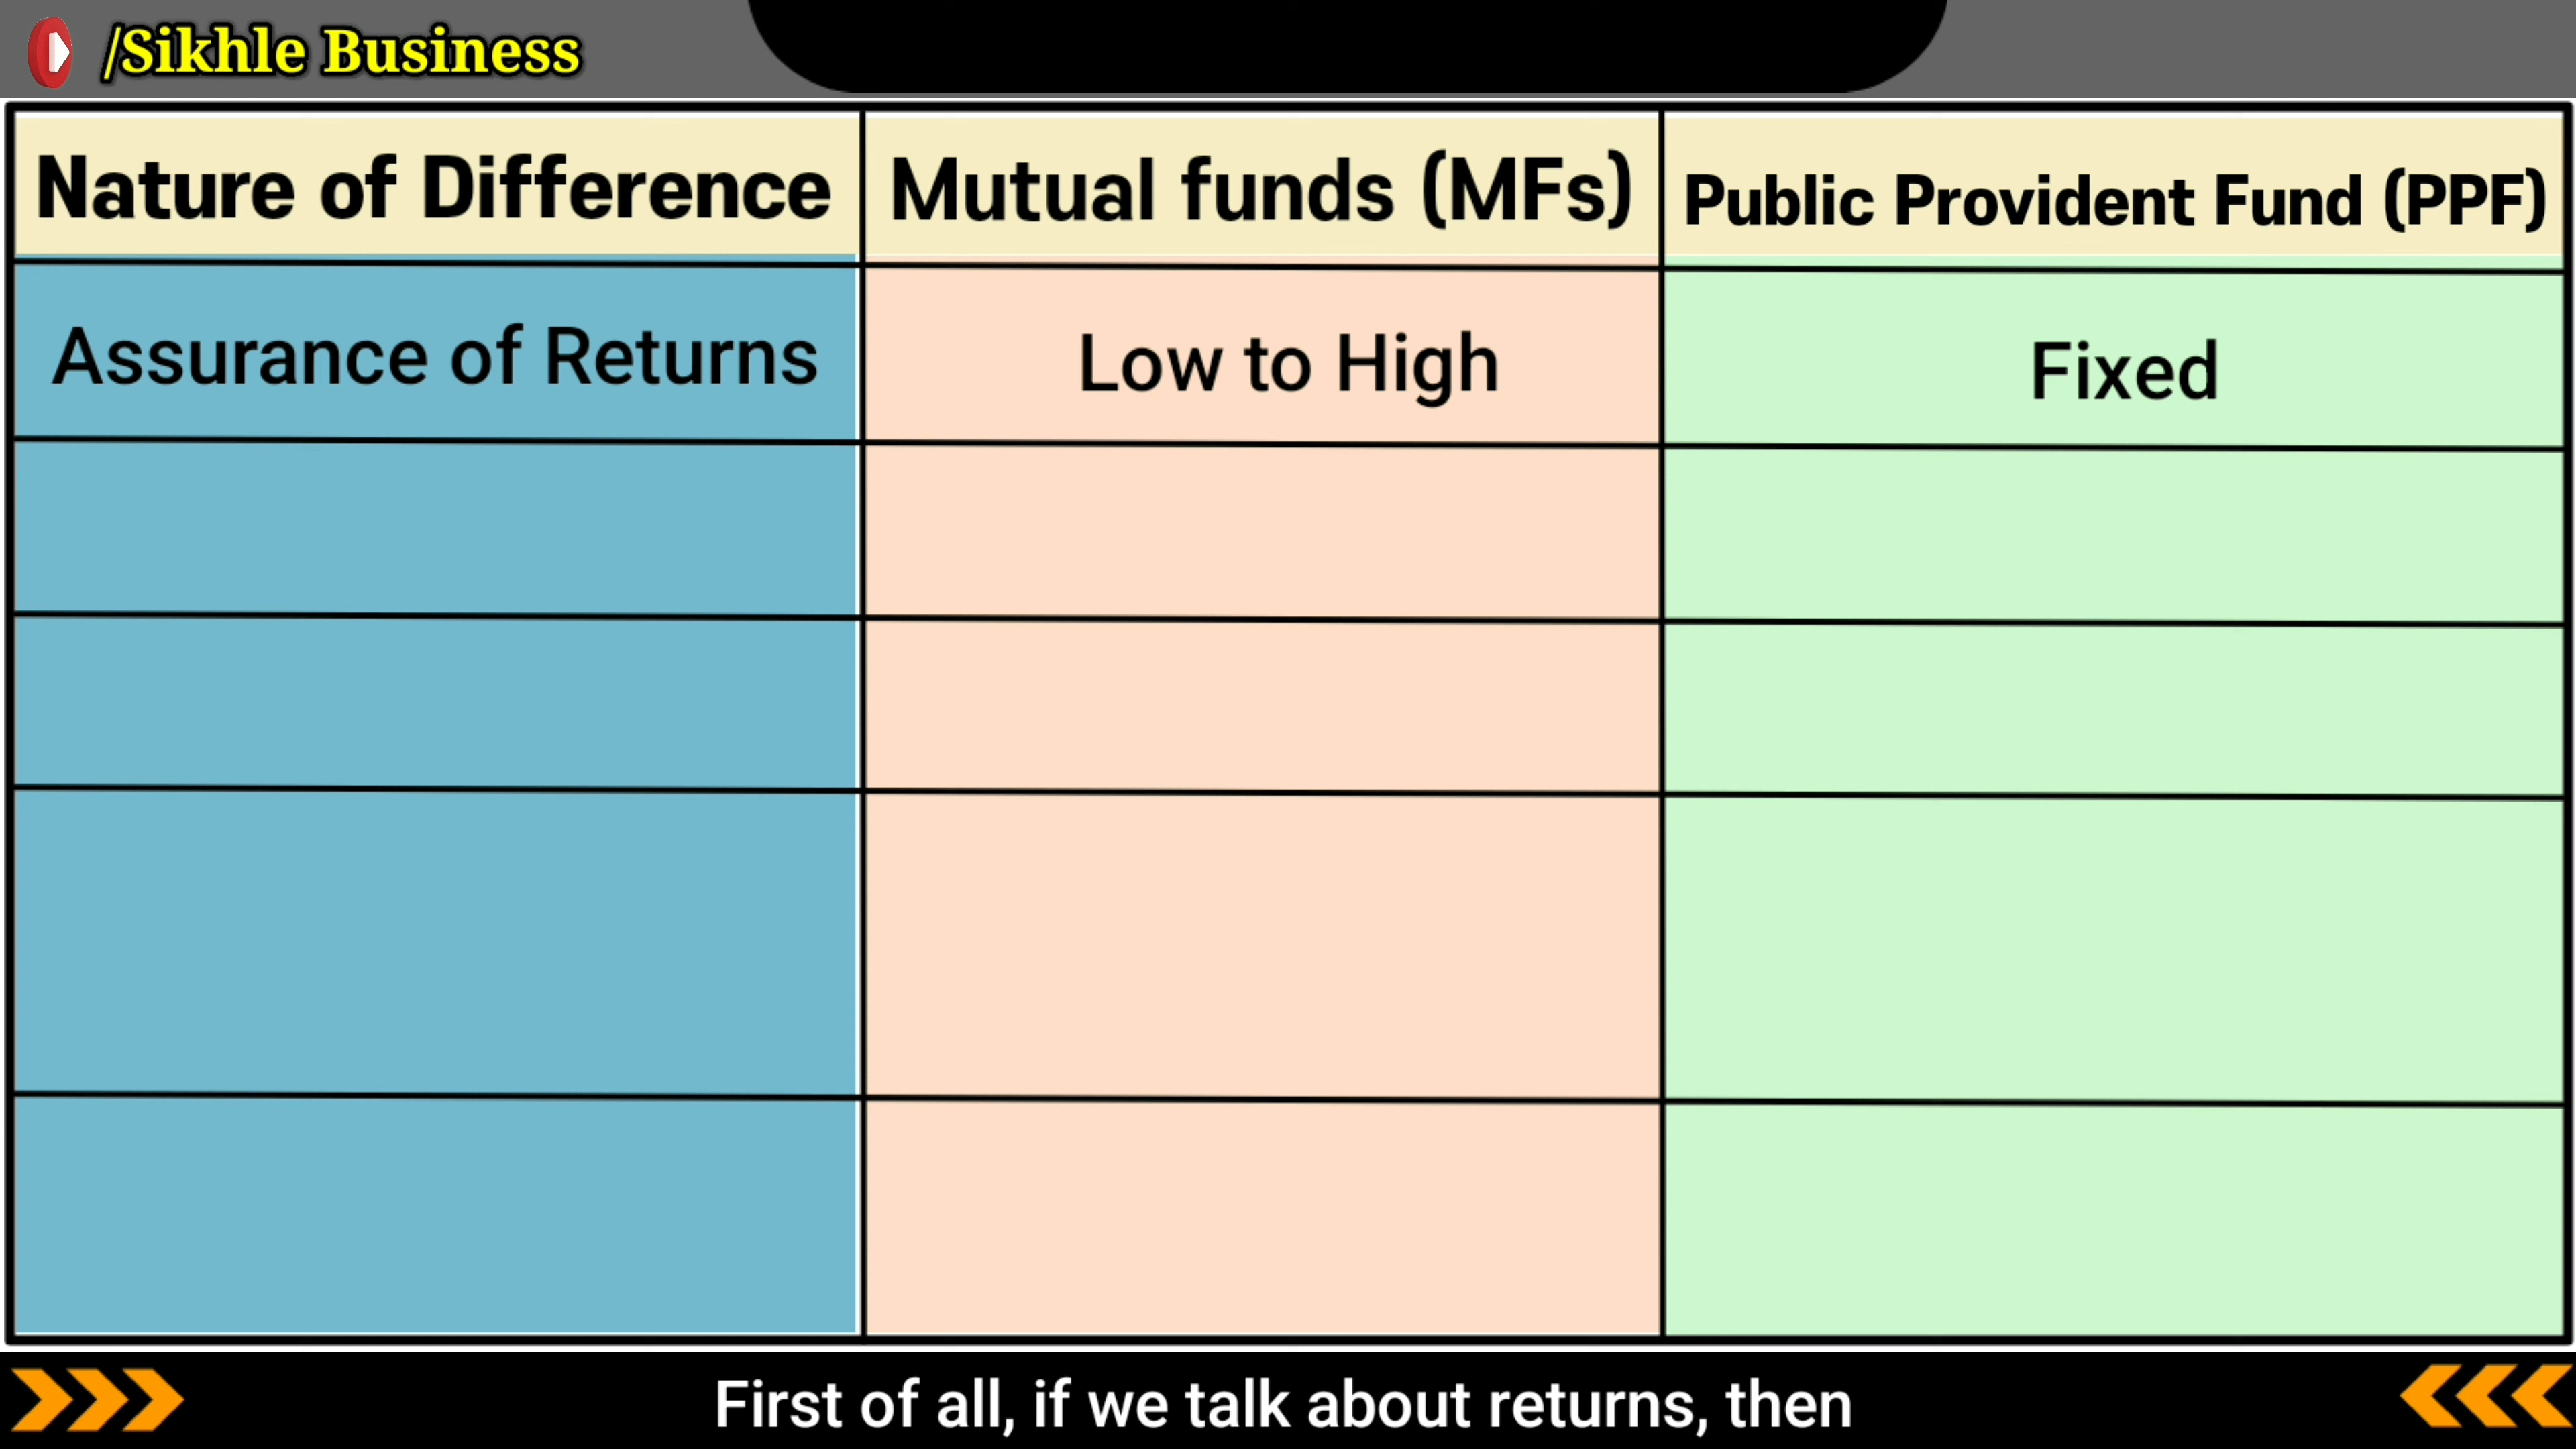 /Sikhle Business
Nature of Difference
Mutual funds (MFs)
Public Provident Fund (PPF)
Assurance of Returns
Low to High
Fixed
First of all, if we talk about returns, then